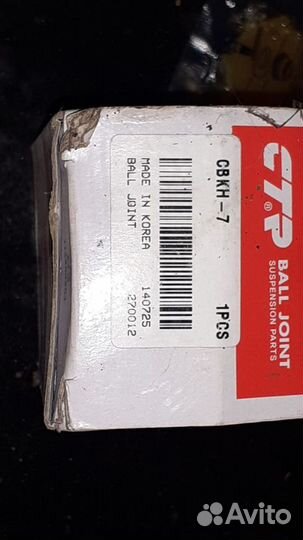 CBKH-7 1PCS
MADE IN KOREA 140725
BALL JOINT 270012
CTR®
BALL JOINT
SUSPENSION PARTS
Avito